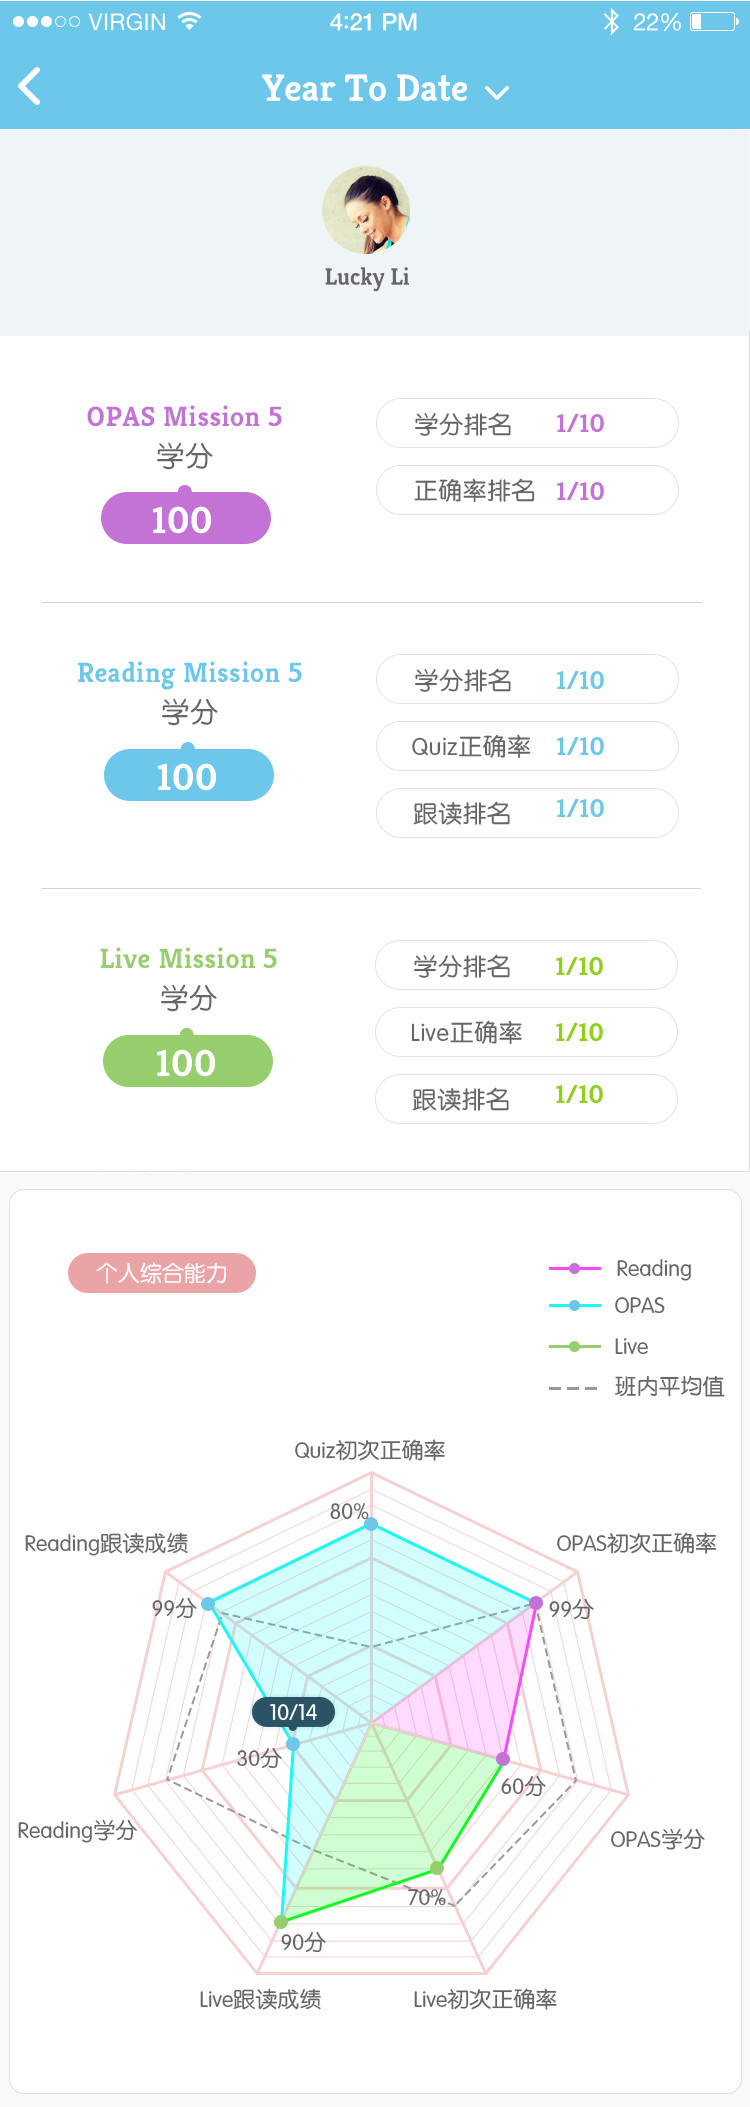 VIRGIN 4:21 PM 22%
Year To Date
Lucky Li
OPAS Mission 5
学分
100
学分排名 1/10
正确率排名 1/10
Reading Mission 5
学分
100
学分排名 1/10
Quiz正确率 1/10
跟读排名 1/10
Live Mission 5
学分
100
学分排名 1/10
Live正确率 1/10
跟读排名 1/10
个人综合能力
Reading
OPAS
Live
班内平均值
Quiz初次正确率
80%
Reading跟读成绩
OPAS初次正确率
99分
99分
10/14
30分
60分
Reading学分
OPAS学分
70%
90分
Live跟读成绩
Live初次正确率